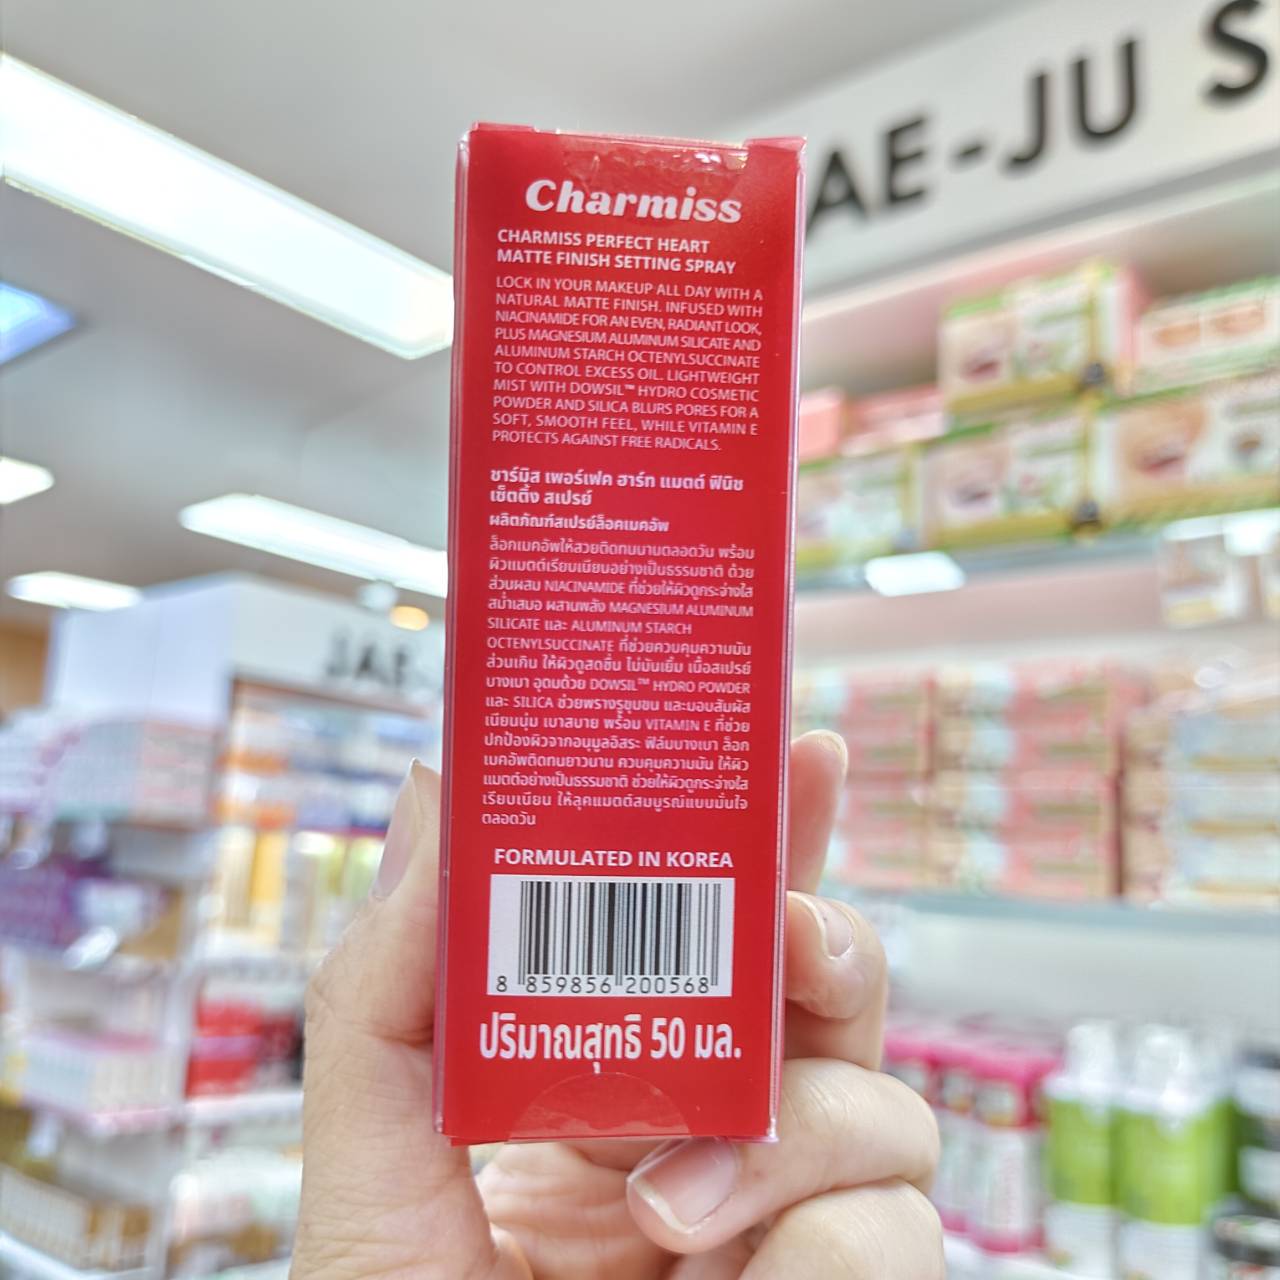 JAE-JU S
JAE-
Charmiss
CHARMISS PERFECT HEART
MATTE FINISH SETTING SPRAY
LOCK IN YOUR MAKEUP ALL DAY WITH A
NATURAL MATTE FINISH. INFUSED WITH
NIACINAMIDE FOR AN EVEN, RADIANT LOOK,
PLUS MAGNESIUM ALUMINUM SILICATE AND
ALUMINUM STARCH OCTENYLSUCCINATE
TO CONTROL EXCESS OIL. LIGHTWEIGHT
MIST WITH DOWSIL™ HYDRO COSMETIC
POWDER AND SILICA BLURS PORES FOR A
SOFT, SMOOTH FEEL, WHILE VITAMIN E
PROTECTS AGAINST FREE RADICALS.
ชาร์มิส เพอร์เฟค ฮาร์ท แมตต์ ฟินิช
เซ็ตติ้ง สเปรย์
ผลิตภัณฑ์สเปรย์ล็อคเมคอัพ
ล็อกเมคอัพให้สวยติดทนนานตลอดวัน พร้อม
ผิวแมตต์เรียบเนียนอย่างเป็นธรรมชาติ ด้วย
ส่วนผสม NIACINAMIDE ที่ช่วยให้ผิวดูกระจ่างใส
สม่ำเสมอ ผสานพลัง MAGNESIUM ALUMINUM
SILICATE และ ALUMINUM STARCH
OCTENYLSUCCINATE ที่ช่วยควบคุมความมัน
ส่วนเกิน ให้ผิวดูสดชื่น ไม่มันเยิ้ม เนื้อสเปรย์
บางเบา อุดมด้วย DOWSIL™ HYDRO POWDER
และ SILICA ช่วยพรางรูขุมขน และมอบสัมผัส
เนียนนุ่ม เบาสบาย พร้อม VITAMIN E ที่ช่วย
ปกป้องผิวจากอนุมูลอิสระ ฟิล์มบางเบา ล็อก
เมคอัพติดทนยาวนาน ควบคุมความมัน ให้ผิว
แมตต์อย่างเป็นธรรมชาติ ช่วยให้ผิวดูกระจ่างใส
เรียบเนียน ให้ลุคแมตต์สมบูรณ์แบบมั่นใจ
ตลอดวัน
FORMULATED IN KOREA
8 859856 200568
ปริมาณสุทธิ 50 มล.